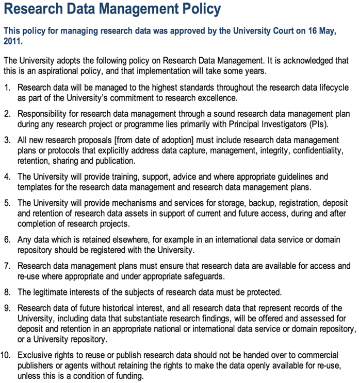 Research Data Management Policy
This policy for managing research data was approved by the University Court on 16 May,
2011.
The University adopts the following policy on Research Data Management. It is acknowledged that
this is an aspirational policy, and that implementation will take some years.
1. Research data will be managed to the highest standards throughout the research data lifecycle
as part of the University's commitment to research excellence.
2. Responsibility for research data management through a sound research data management plan
during any research project or programme lies primarily with Principal Investigators (PIs).
3. All new research proposals [from date of adoption] must include research data management
plans or protocols that explicitly address data capture, management, integrity, confidentiality,
retention, sharing and publication.
4. The University will provide training, support, advice and where appropriate guidelines and
templates for the research data management and research data management plans.
5. The University will provide mechanisms and services for storage, backup, registration, deposit
and retention of research data assets in support of current and future access, during and after
completion of research projects.
6. Any data which is retained elsewhere, for example in an international data service or domain
repository should be registered with the University.
7. Research data management plans must ensure that research data are available for access and
re-use where appropriate and under appropriate safeguards.
8. The legitimate interests of the subjects of research data must be protected.
9. Research data of future historical interest, and all research data that represent records of the
University, including data that substantiate research findings, will be offered and assessed for
deposit and retention in an appropriate national or international data service or domain repository,
or a University repository.
10. Exclusive rights to reuse or publish research data should not be handed over to commercial
publishers or agents without retaining the rights to make the data openly available for re-use,
unless this is a condition of funding.